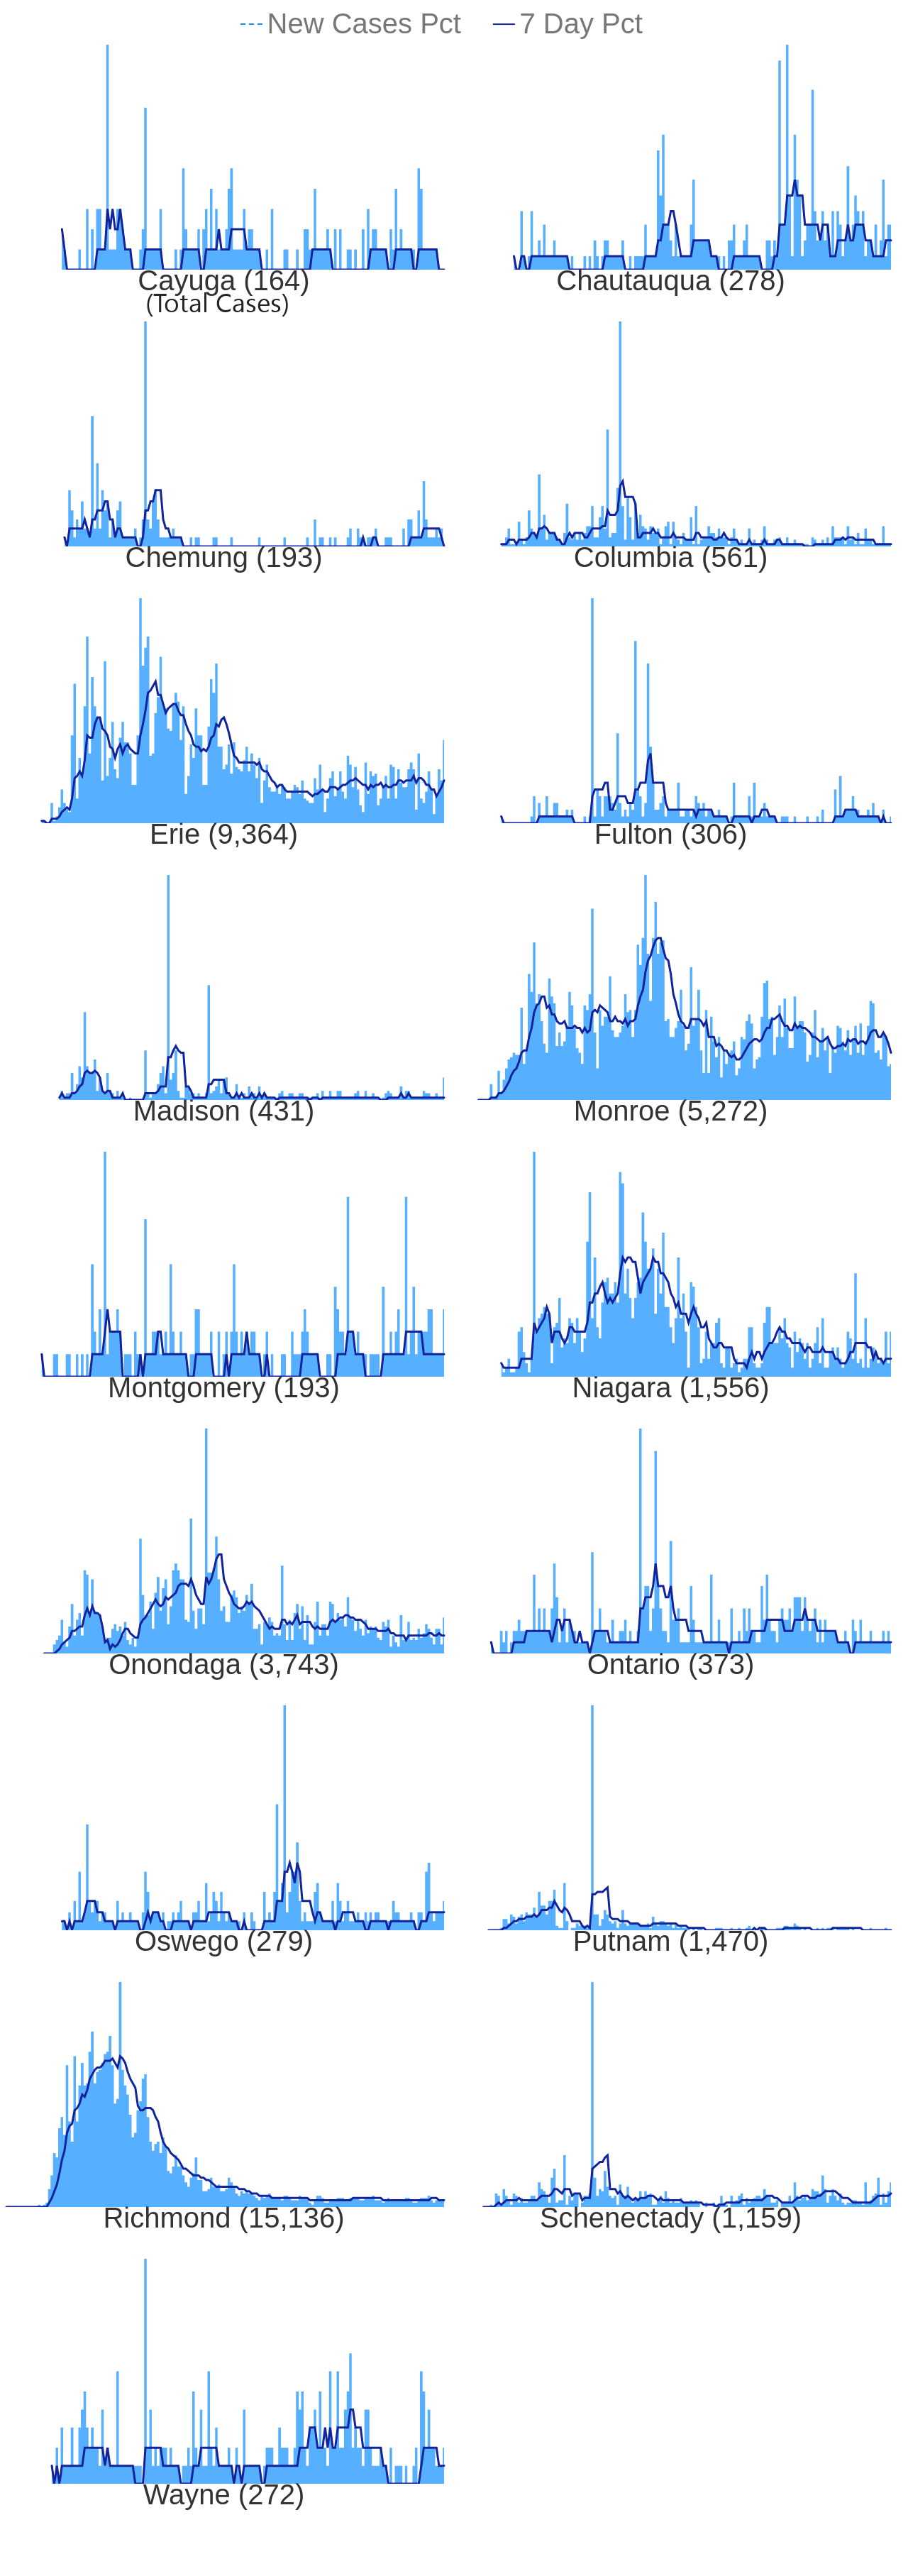 New Cases Pct 7 Day Pct
Cayuga (164) Chautauqua (278)
(Total Cases)
Chemung (193) Columbia (561)
Erie (9,364) Fulton (306)
Madison (431) Monroe (5,272)
Montgomery (193) Niagara (1,556)
Onondaga (3,743) Ontario (373)
Oswego (279) Putnam (1,470)
Richmond (15,136) Schenectady (1,159)
Wayne (272)